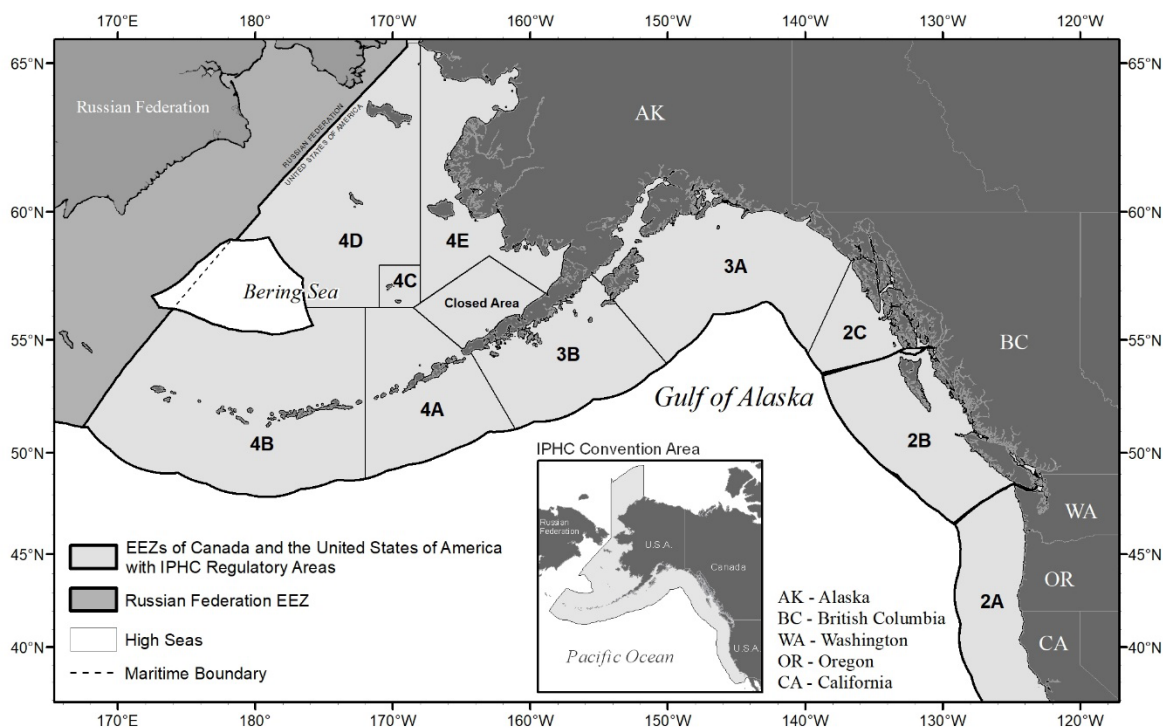 170°E 180° 170°W 160°W 150°W 140°W 130°W 120°W
65°N 65°N
Russian Federation
RUSSIAN FEDERATION
UNITED STATES OF AMERICA
AK
60°N 60°N
4D
4E
3A
4C
Bering Sea
Closed Area
2C
BC
55°N 55°N
3B
Gulf of Alaska
4A
2B
4B
50°N 50°N
IPHC Convention Area
WA
Russian
Federation
U.S.A.
Canada
U.S.A.
Pacific Ocean
45°N 45°N
OR
2A
40°N 40°N
CA
EEZs of Canada and the United States of America
with IPHC Regulatory Areas
Russian Federation EEZ
High Seas
Maritime Boundary
AK - Alaska
BC - British Columbia
WA - Washington
OR - Oregon
CA - California
170°E 180° 170°W 160°W 150°W 140°W 130°W 120°W